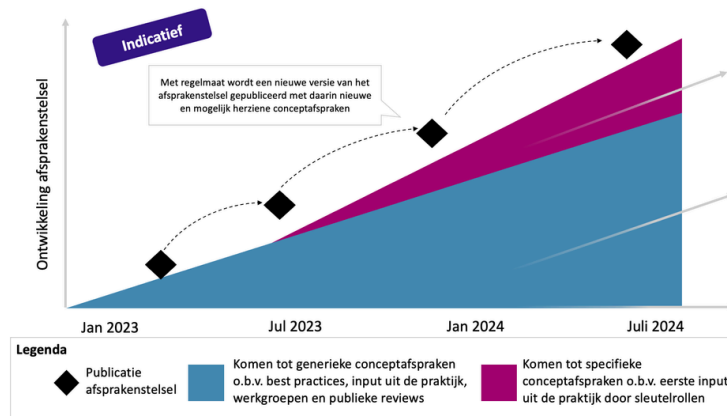 Indicatief
Met regelmaat wordt een nieuwe versie van het
afsprakenstelsel gepubliceerd met daarin nieuwe
en mogelijk herziene conceptafspraken
Ontwikkeling afsprakenstelsel
Jan 2023
Jul 2023
Jan 2024
Juli 2024
Legenda
Publicatie
afsprakenstelsel
Komen tot generieke conceptafspraken
o.b.v. best practices, input uit de praktijk,
werkgroepen en publieke reviews
Komen tot specifieke
conceptafspraken o.b.v. eerste input
uit de praktijk door sleutelrollen